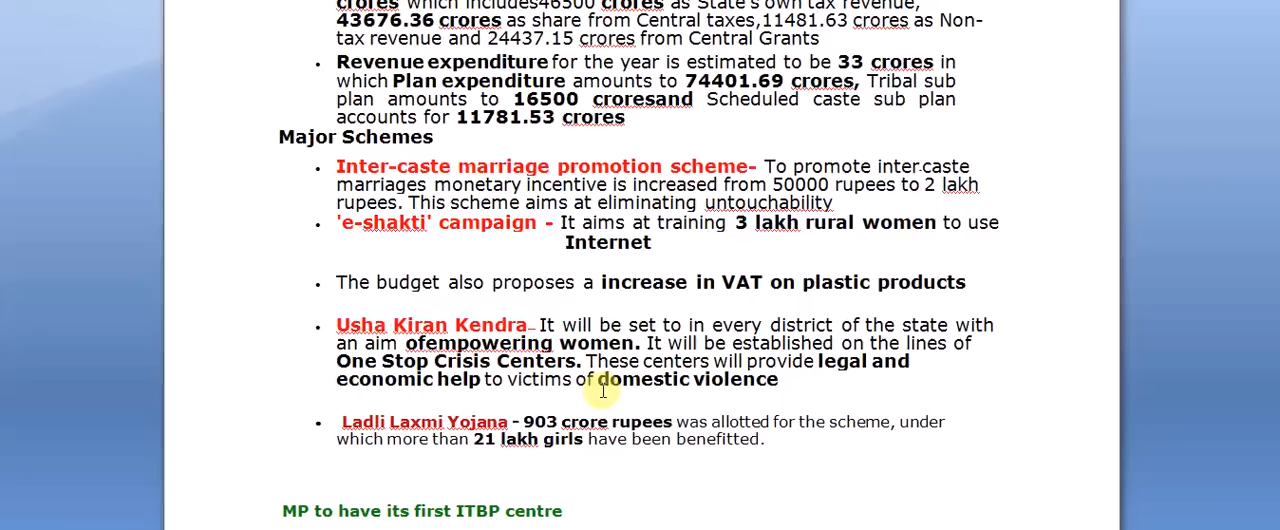 crores which includes46500 crores as State's own tax revenue,
43676.36 crores as share from Central taxes,11481.63 crores as Non-
tax revenue and 24437.15 crores from Central Grants
• Revenue expenditure for the year is estimated to be 33 crores in
which Plan expenditure amounts to 74401.69 crores, Tribal sub
plan amounts to 16500 croresand Scheduled caste sub plan
accounts for 11781.53 crores
Major Schemes
• Inter-caste marriage promotion scheme- To promote inter-caste
marriages monetary incentive is increased from 50000 rupees to 2 lakh
rupees. This scheme aims at eliminating untouchability
• 'e-shakti' campaign - It aims at training 3 lakh rural women to use
Internet
• The budget also proposes a increase in VAT on plastic products
• Usha Kiran Kendra– It will be set to in every district of the state with
an aim ofempowering women. It will be established on the lines of
One Stop Crisis Centers. These centers will provide legal and
economic help to victims of domestic violence
• Ladli Laxmi Yojana - 903 crore rupees was allotted for the scheme, under
which more than 21 lakh girls have been benefitted.
MP to have its first ITBP centre